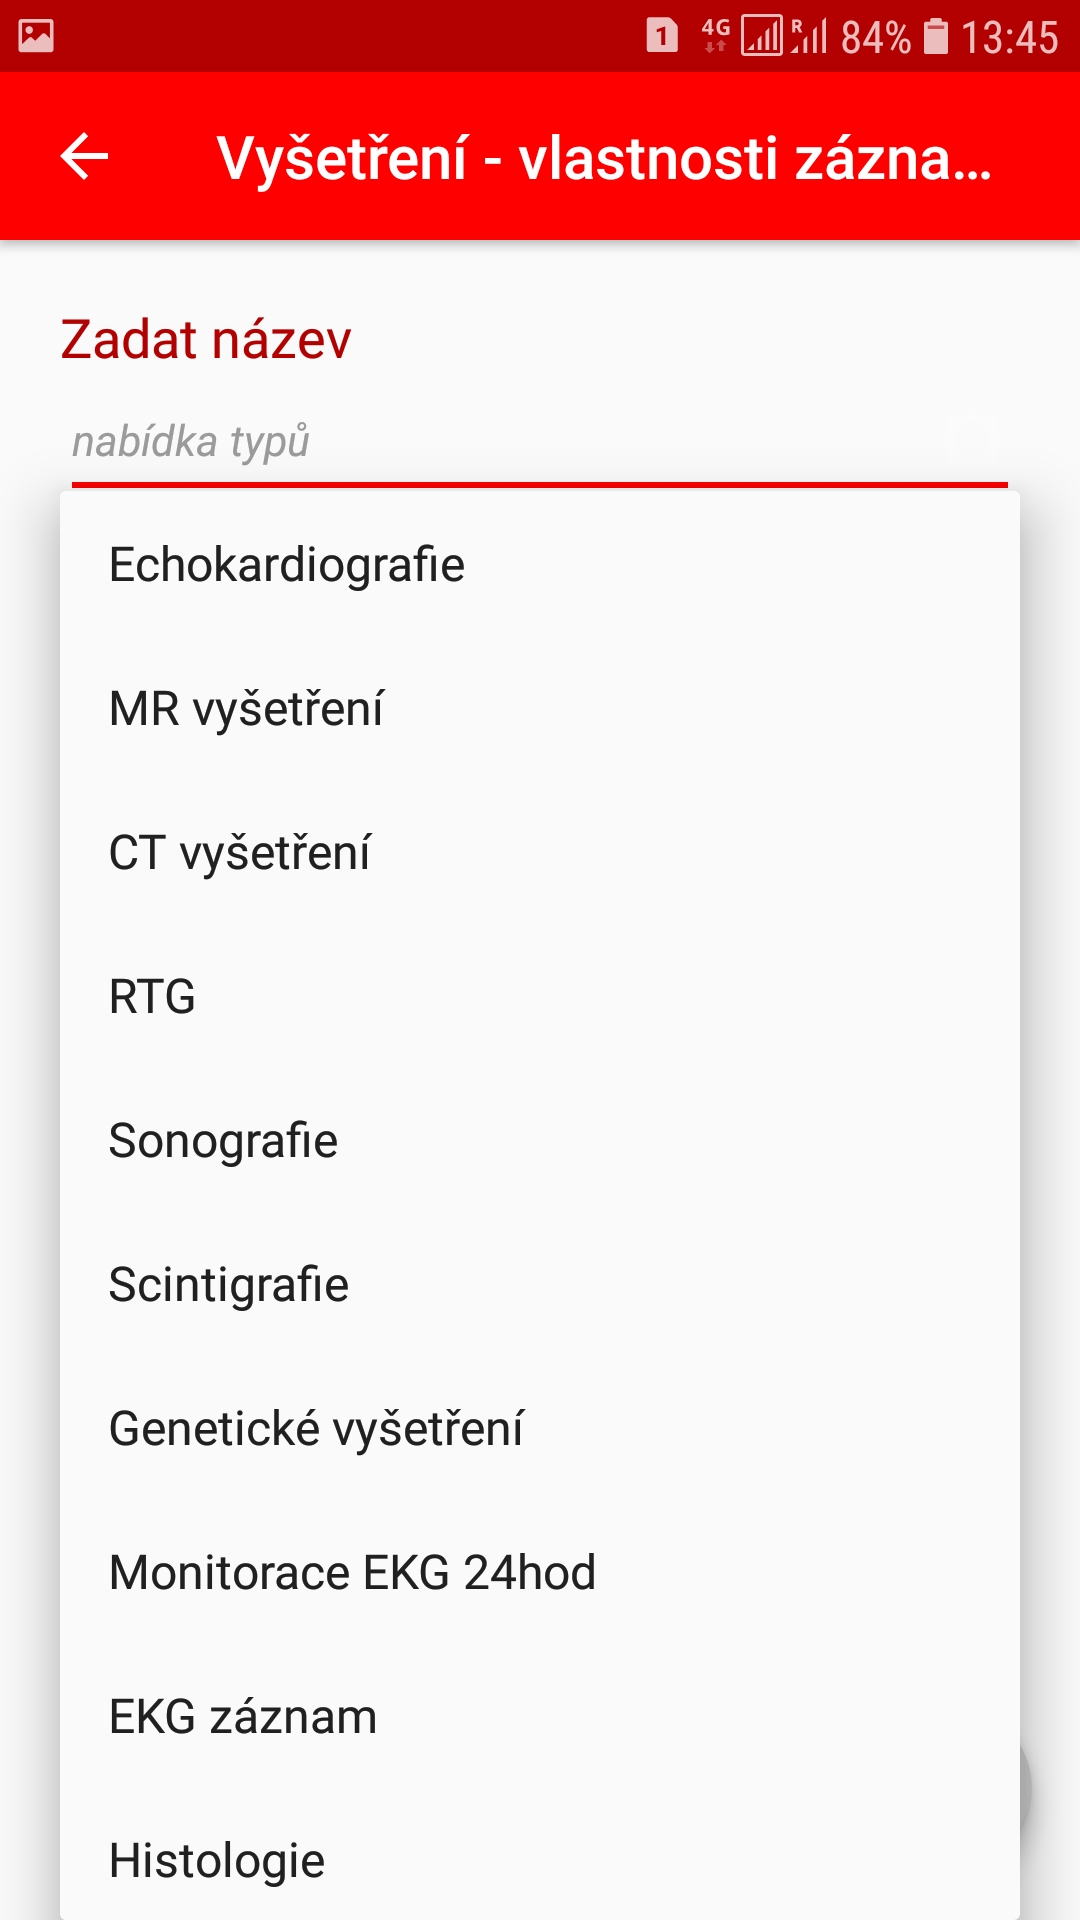 1 4G R 84% 13:45
Vyšetření - vlastnosti zázna...
Zadat název
nabídka typů
Echokardiografie
MR vyšetření
CT vyšetření
RTG
Sonografie
Scintigrafie
Genetické vyšetření
Monitorace EKG 24hod
EKG záznam
Histologie